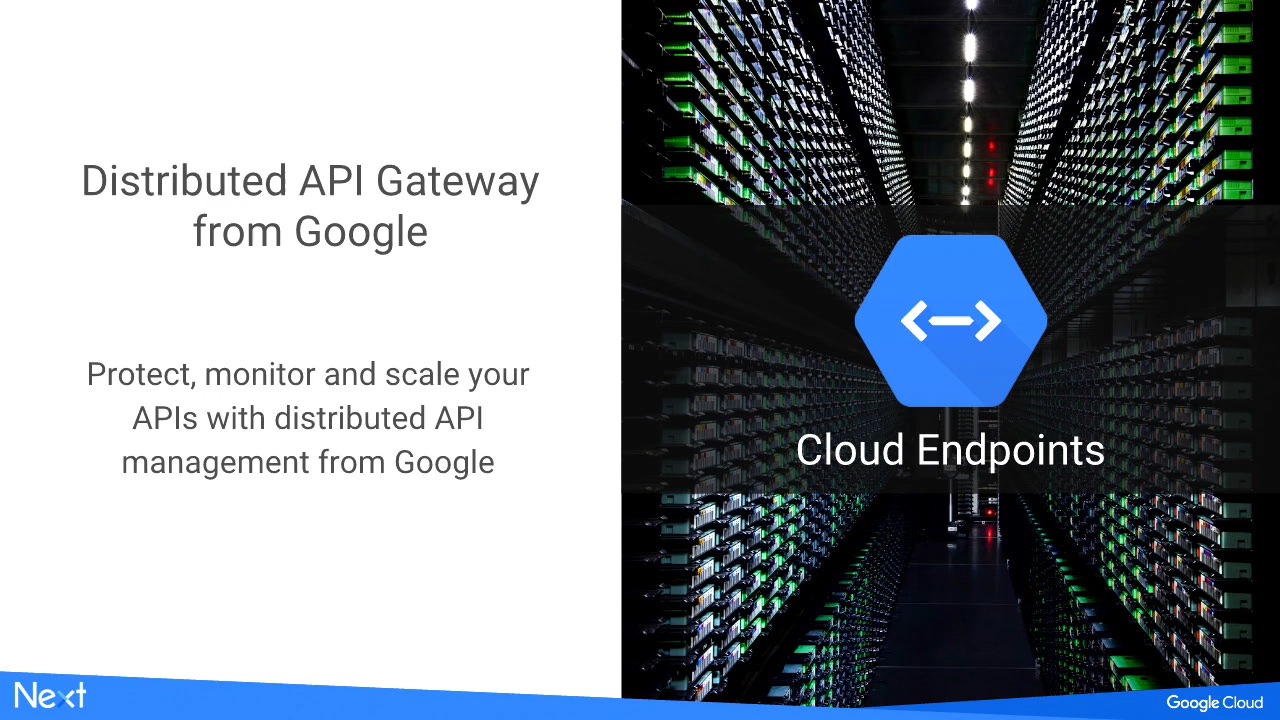 Distributed API Gateway
from Google
Protect, monitor and scale your
APIs with distributed API
management from Google
Cloud Endpoints
Next
Google Cloud